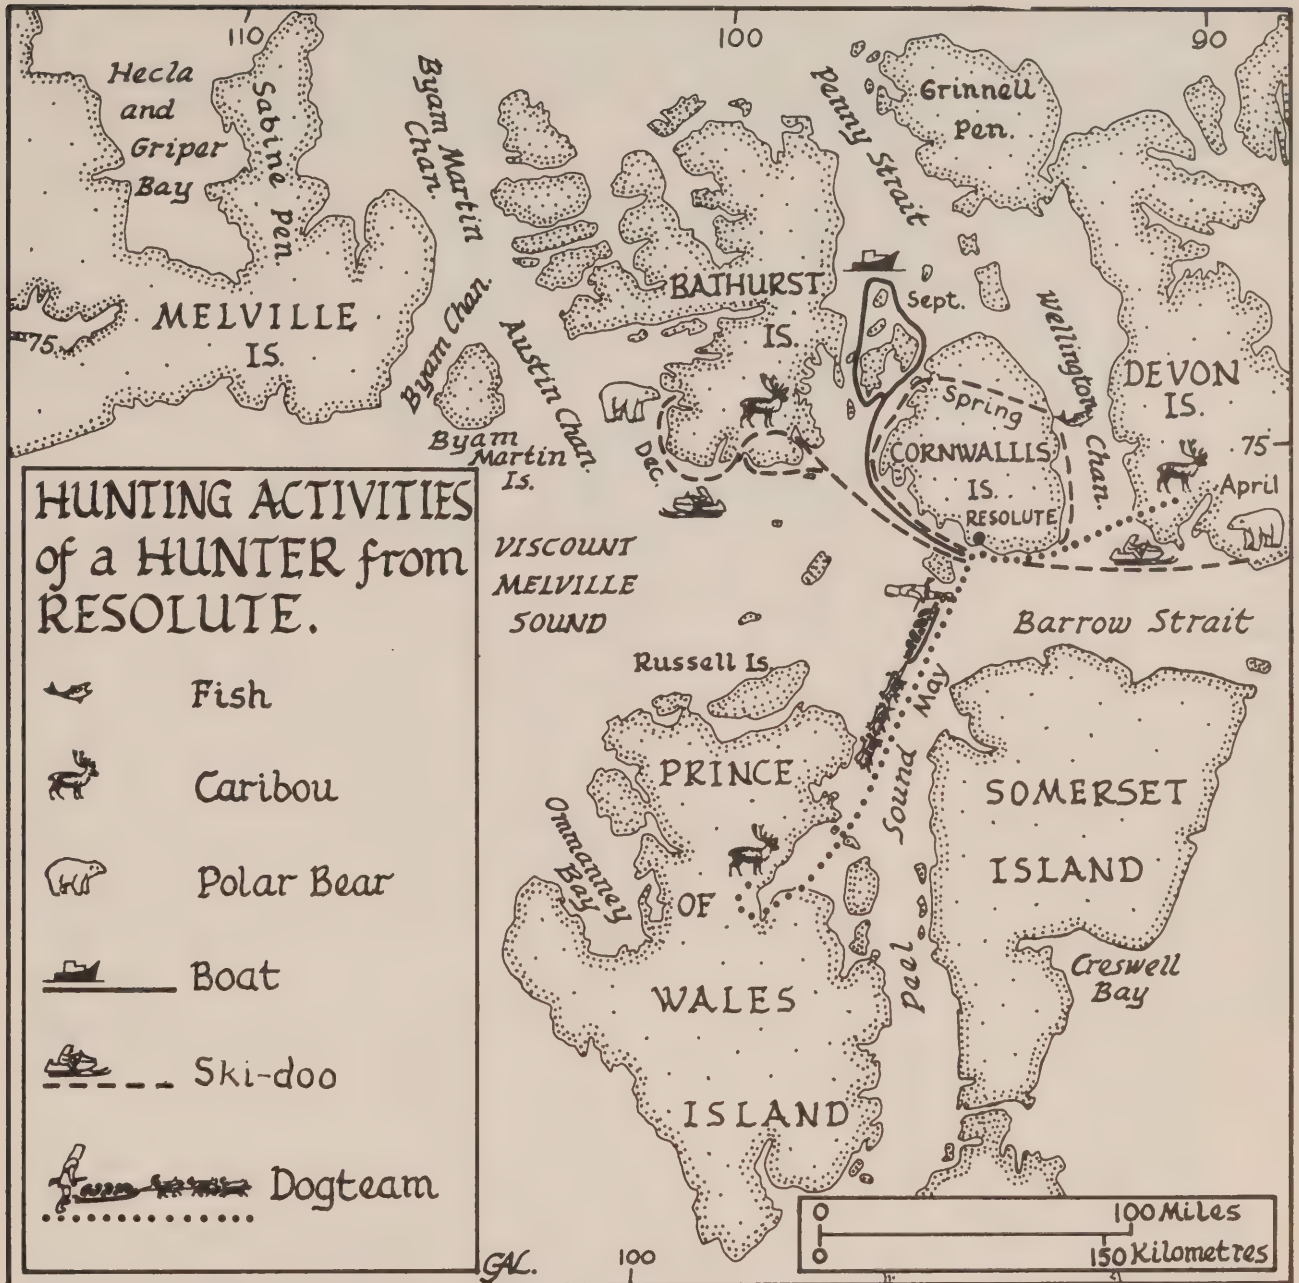 110
100
90
Hecla
and
Griper
Bay
Sabine Pen.
Byam Martin
Chan.
Penny Strait
Grinnell
Pen.
MELVILLE
IS.
75
Byam Chan.
Austin Chan.
BATHURST
IS.
Sept.
Wellington Chan.
DEVON
IS.
Spring
CORNWALLIS
IS.
RESOLUTE
75
April
Byam
Martin
Is.
Dec.
HUNTING ACTIVITIES
of a HUNTER from
RESOLUTE.
Fish
Caribou
Polar Bear
Boat
Ski-doo
Dogteam
VISCOUNT
MELVILLE
SOUND
Barrow Strait
Russell Is.
May
Peel Sound
PRINCE
OF
WALES
ISLAND
Ommanney
Bay
SOMERSET
ISLAND
Creswell
Bay
0 100 Miles
0 150 Kilometres
GAL.
100